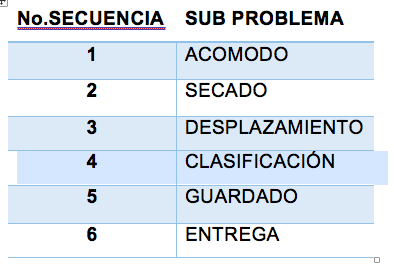 No.SECUENCIA SUB PROBLEMA
1 ACOMODO
2 SECADO
3 DESPLAZAMIENTO
4 CLASIFICACIÓN
5 GUARDADO
6 ENTREGA